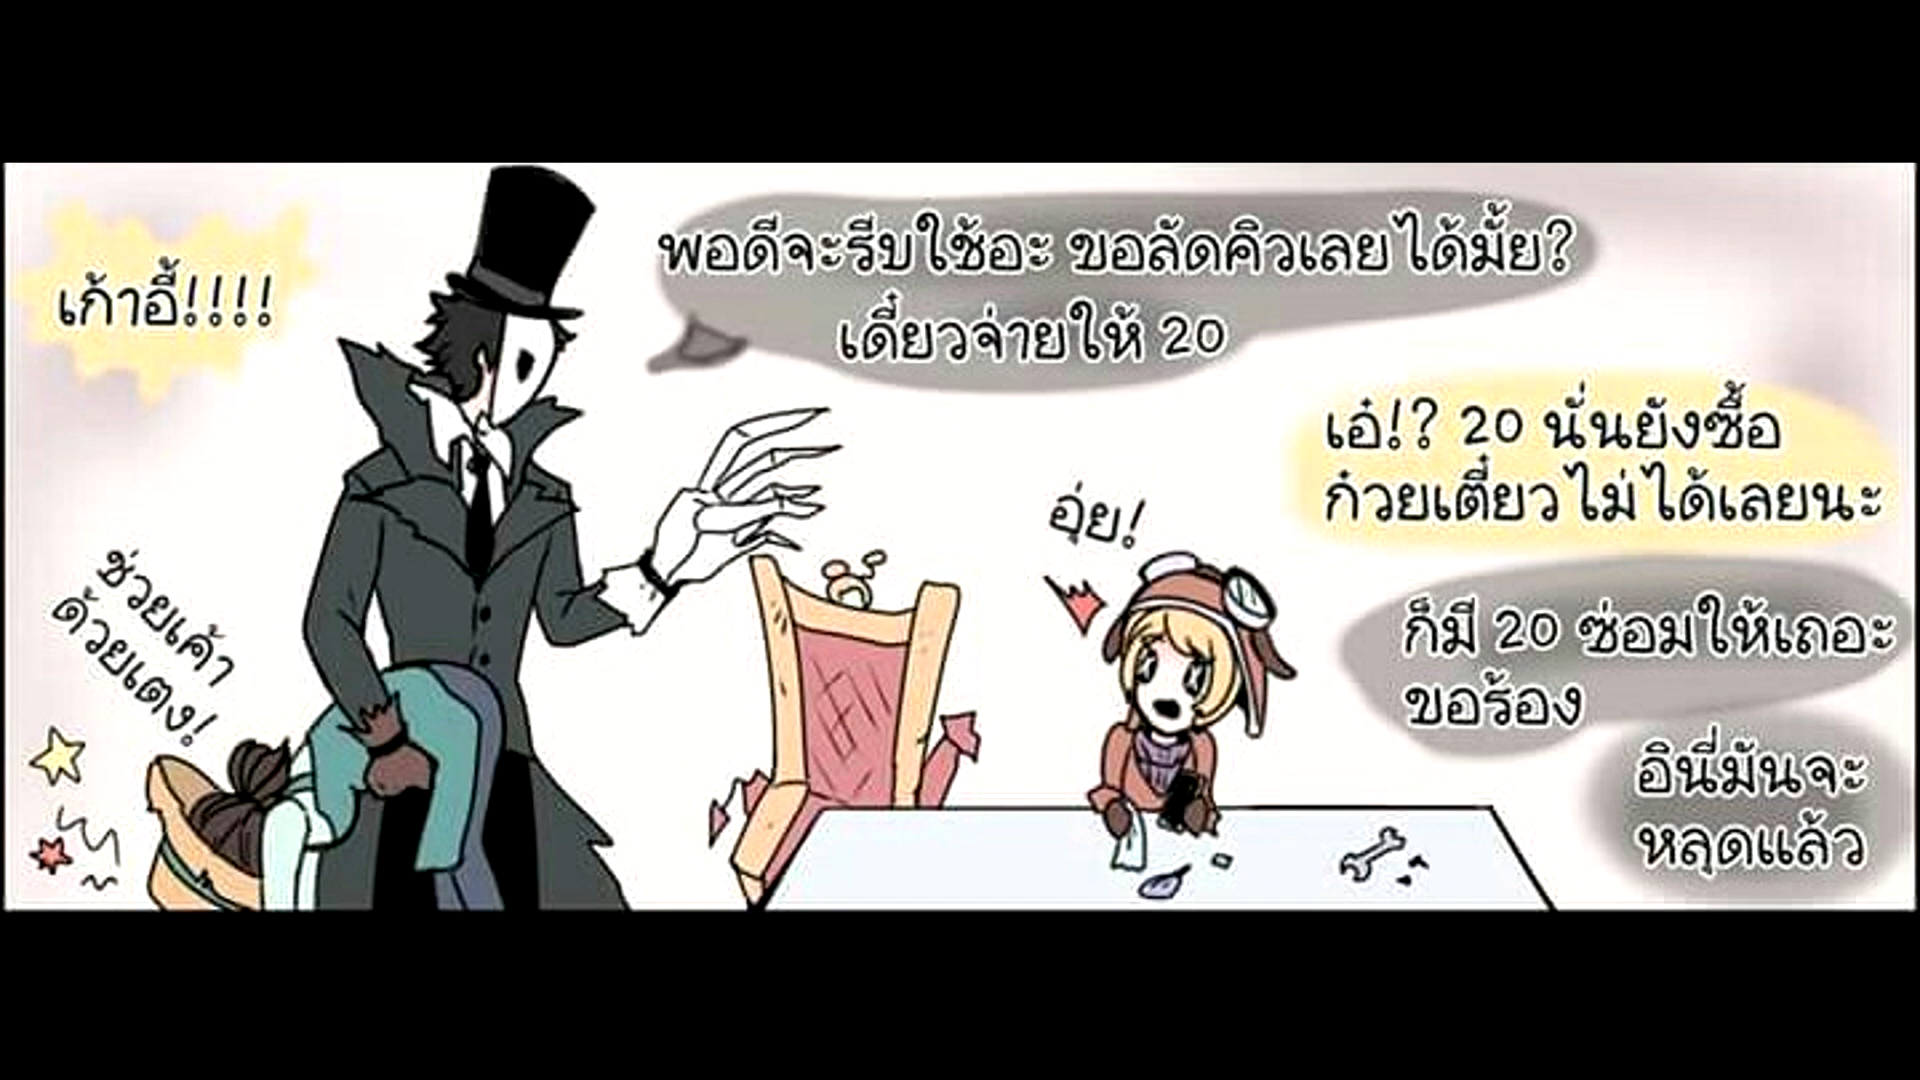 เก้าอี้!!!!
พอดีจะรีบใช้อะ ขอลัดคิวเลยได้มั้ย?
เดี๋ยวจ่ายให้ 20
เอ๋!? 20 นั่นยังซื้อ
ก๋วยเตี๋ยวไม่ได้เลยนะ
อุ่ย!
ช่วยเค้า
ด้วยเตง!
ก็มี 20 ซ่อมให้เถอะ
ขอร้อง
อินี่มันจะ
หลุดแล้ว